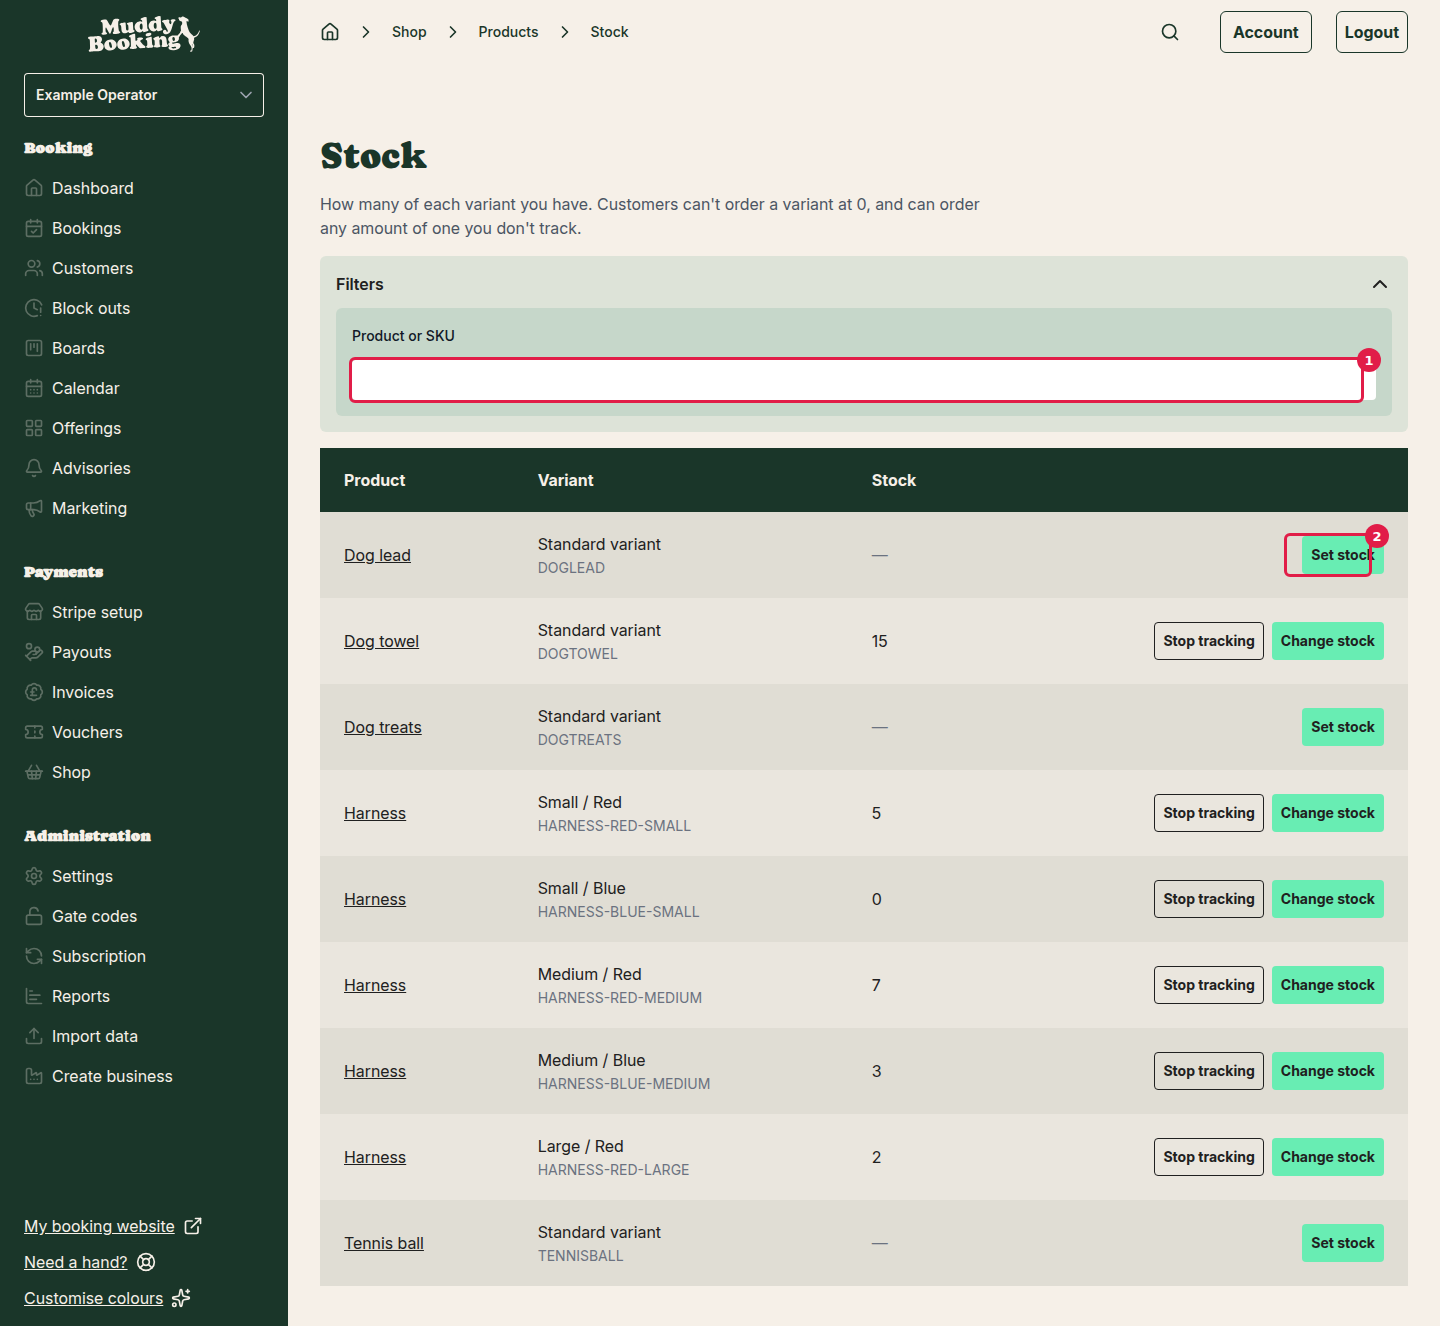 Muddy
Booking
Example Operator
Booking
Dashboard
Bookings
Customers
Block outs
Boards
Calendar
Offerings
Advisories
Marketing
Payments
Stripe setup
Payouts
Invoices
Vouchers
Shop
Administration
Settings
Gate codes
Subscription
Reports
Import data
Create business
My booking website
Need a hand?
Customise colours
Shop Products Stock
Account Logout
Stock
How many of each variant you have. Customers can't order a variant at 0, and can order
any amount of one you don't track.
Filters
Product or SKU
1
Product Variant Stock
2
Dog lead Standard variant — Set stock
DOGLEAD
Dog towel Standard variant 15 Stop tracking Change stock
DOGTOWEL
Dog treats Standard variant — Set stock
DOGTREATS
Harness Small / Red 5 Stop tracking Change stock
HARNESS-RED-SMALL
Harness Small / Blue 0 Stop tracking Change stock
HARNESS-BLUE-SMALL
Harness Medium / Red 7 Stop tracking Change stock
HARNESS-RED-MEDIUM
Harness Medium / Blue 3 Stop tracking Change stock
HARNESS-BLUE-MEDIUM
Harness Large / Red 2 Stop tracking Change stock
HARNESS-RED-LARGE
Tennis ball Standard variant — Set stock
TENNISBALL